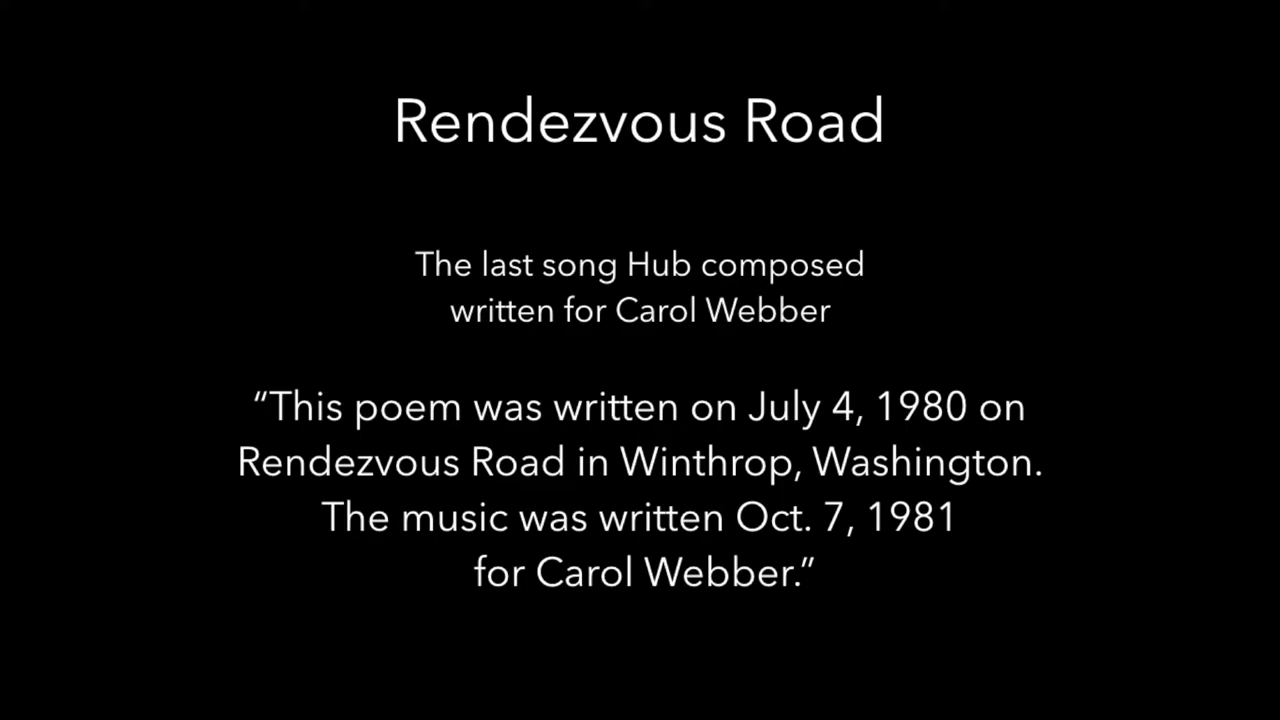 Rendezvous Road
The last song Hub composed
written for Carol Webber
“This poem was written on July 4, 1980 on
Rendezvous Road in Winthrop, Washington.
The music was written Oct. 7, 1981
for Carol Webber.”